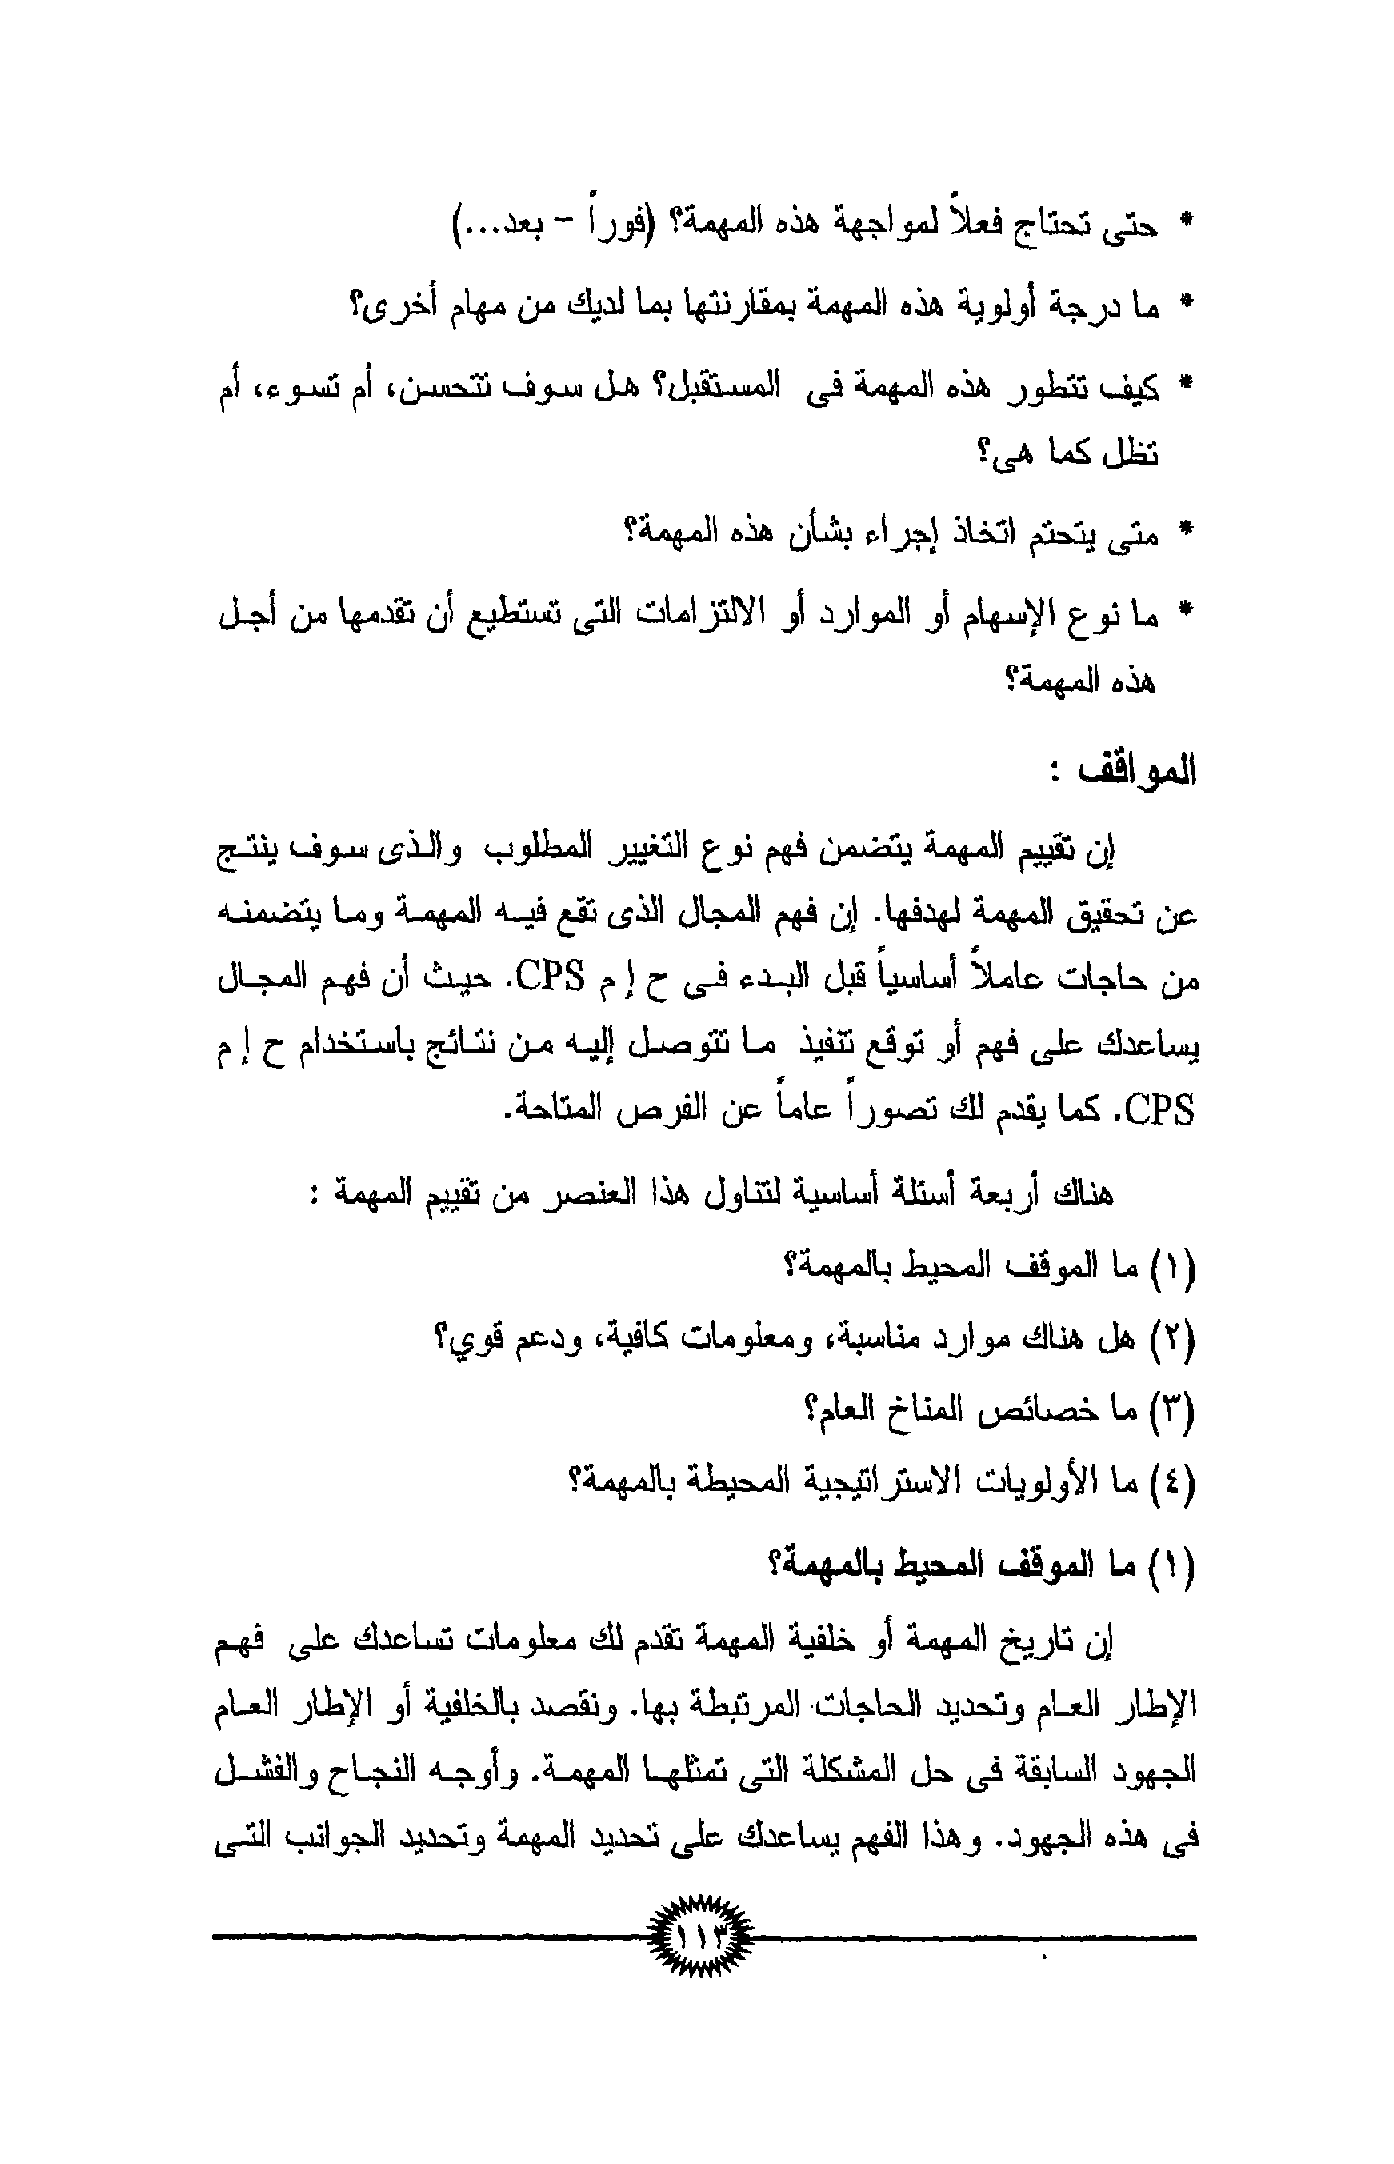 * حتى تحتاج فعلاً لمواجهة هذه المهمة؟ (فوراً – بعد...)
* ما درجة أولوية هذه المهمة بمقارنتها بما لديك من مهام أخرى؟
* كيف تتطور هذه المهمة فى المستقبل؟ هل سوف تتحسن، أم تسوء، أم
تظل كما هى؟
* متى يتحتم اتخاذ إجراء بشأن هذه المهمة؟
* ما نوع الإسهام أو الموارد أو الالتزامات التى تستطيع أن تقدمها من أجل
هذه المهمة؟
المواقف :
إن تقييم المهمة يتضمن فهم نوع التغيير المطلوب والذى سوف ينتج
عن تحقيق المهمة لهدفها. إن فهم المجال الذى تقع فيه المهمة وما يتضمنه
من حاجات عاملاً أساسياً قبل البدء فى ح إ م CPS. حيث أن فهم المجال
يساعدك على فهم أو توقع تنفيذ ما تتوصل إليه من نتائج باستخدام ح إ م
CPS. كما يقدم لك تصوراً عاماً عن الفرص المتاحة.
هناك أربعة أسئلة أساسية لتناول هذا العنصر من تقييم المهمة :
(١) ما الموقف المحيط بالمهمة؟
(٢) هل هناك موارد مناسبة، ومعلومات كافية، ودعم قوي؟
(٣) ما خصائص المناخ العام؟
(٤) ما الأولويات الاستراتيجية المحيطة بالمهمة؟
(١) ما الموقف المحيط بالمهمة؟
إن تاريخ المهمة أو خلفية المهمة تقدم لك معلومات تساعدك على فهم
الإطار العام وتحديد الحاجات المرتبطة بها. ونقصد بالخلفية أو الإطار العام
الجهود السابقة فى حل المشكلة التى تمثلها المهمة. وأوجه النجاح والفشل
فى هذه الجهود. وهذا الفهم يساعدك على تحديد المهمة وتحديد الجوانب التى
١١٣